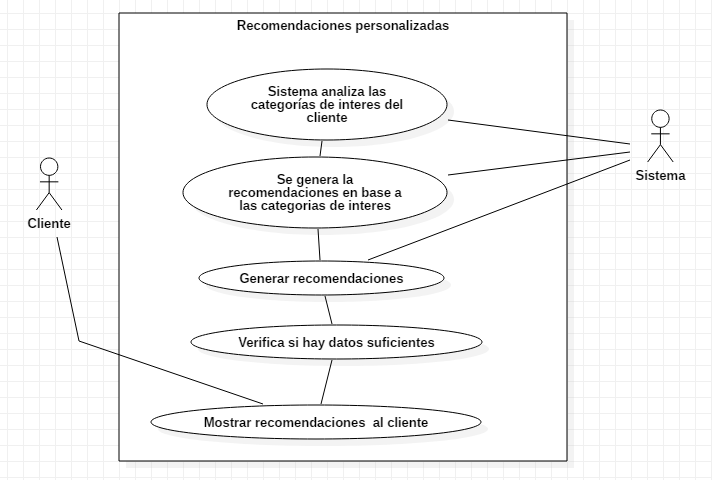 Recomendaciones personalizadas
Sistema analiza las
categorías de interes del
cliente
Se genera la
recomendaciones en base a
las categorias de interes
Generar recomendaciones
Verifica si hay datos suficientes
Mostrar recomendaciones al cliente
Cliente
Sistema